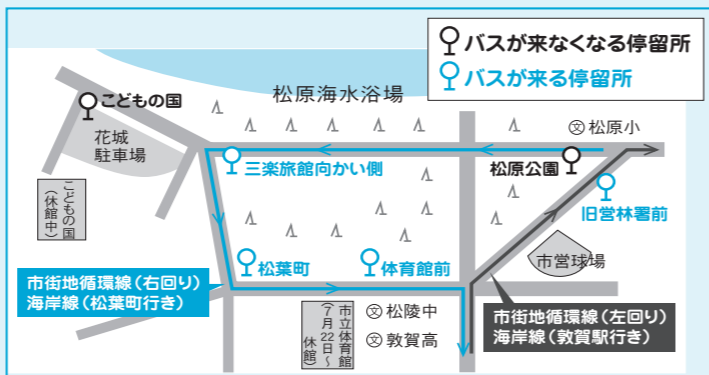 バスが来なくなる停留所
バスが来る停留所
こどもの国
松原海水浴場
花城
駐車場
文松原小
三楽旅館向かい側
松原公園
旧営林署前
こどもの国
（休館中）
松葉町
体育館前
市営球場
市街地循環線（右回り）
海岸線（松葉町行き）
市立体育館
（7月22日～
休館）
文松陵中
文敦賀高
市街地循環線（左回り）
海岸線（敦賀駅行き）